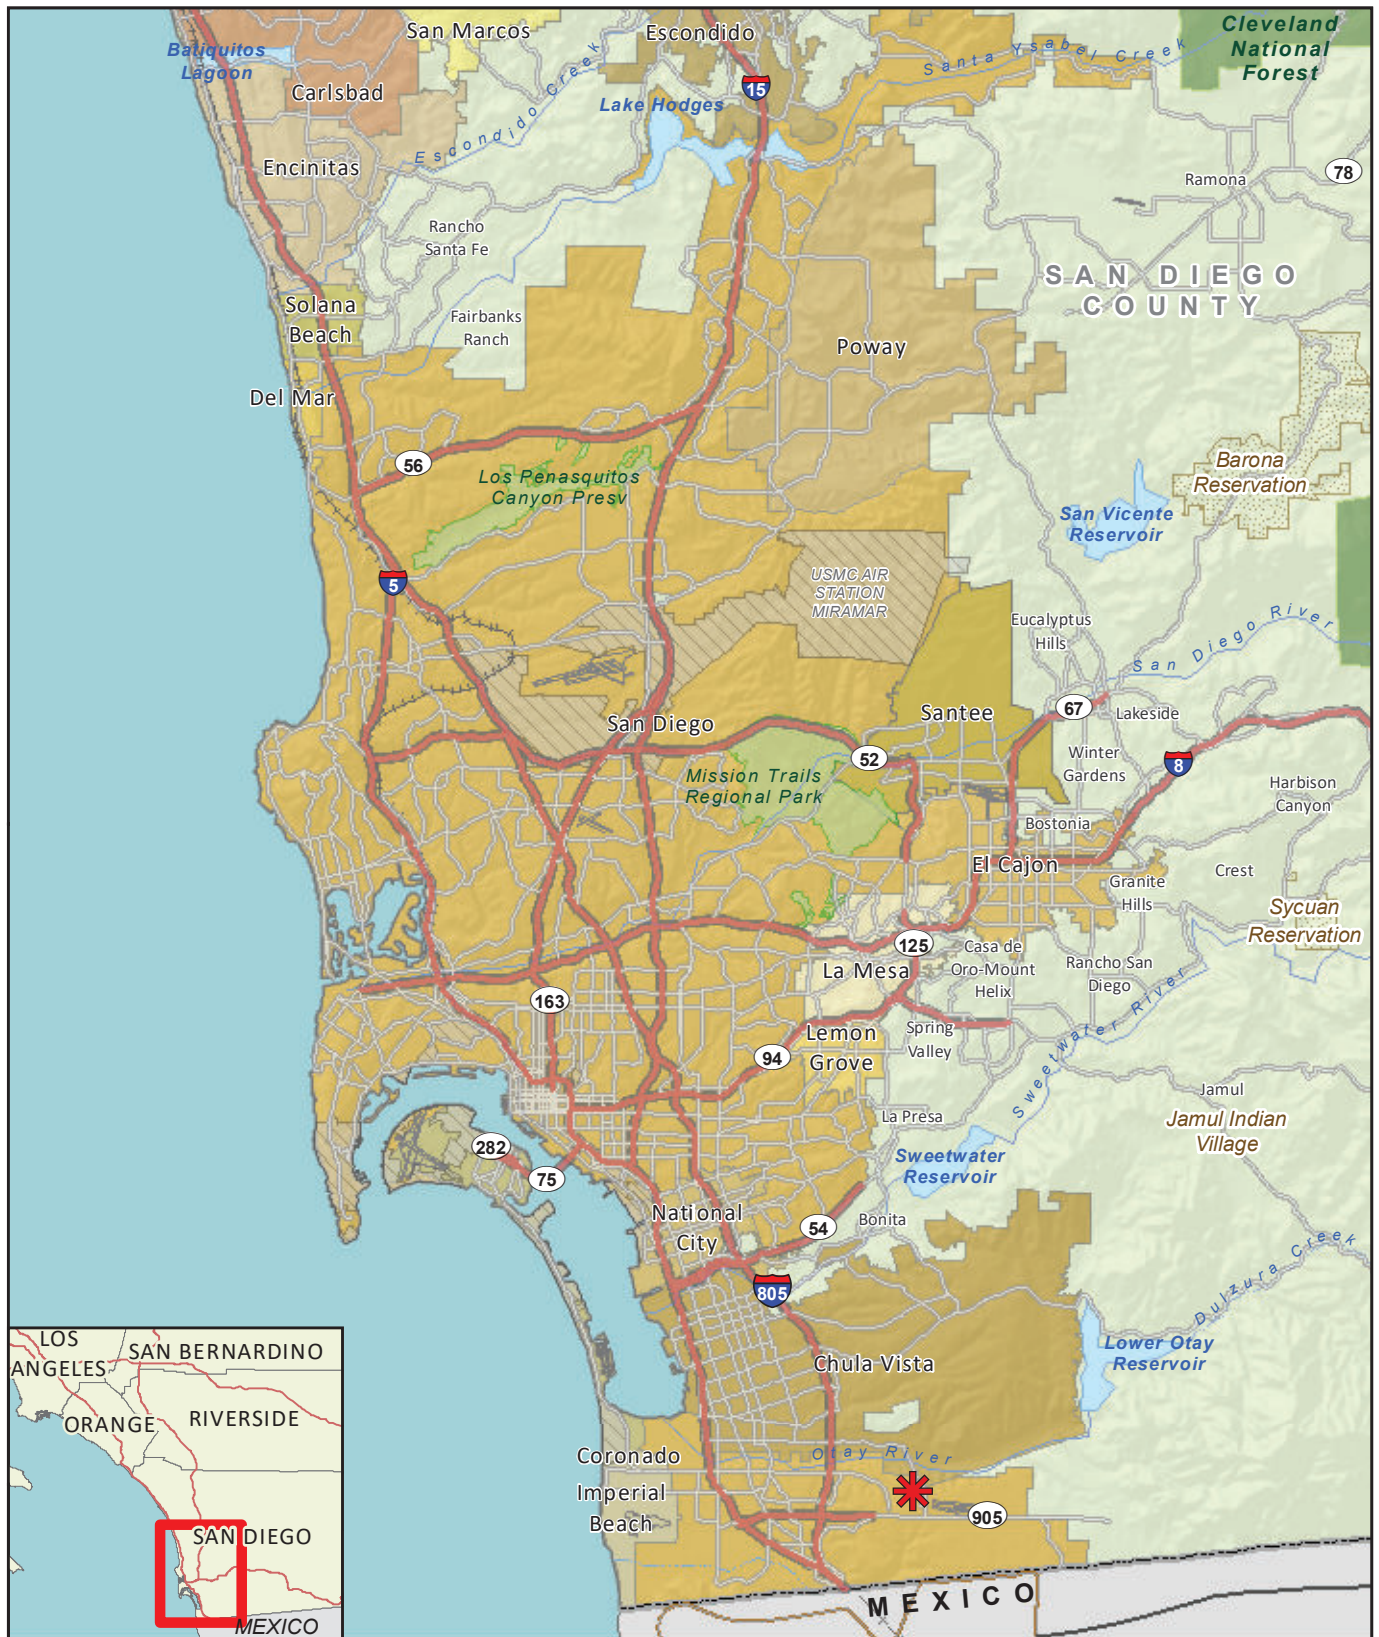 San Marcos
Escondido
Cleveland
National
Forest
Batiquitos
Lagoon
Santa Ysabel Creek
15
Carlsbad
Lake Hodges
Escondido Creek
Encinitas
78
Ramona
Rancho
Santa Fe
SAN DIEGO
COUNTY
Solana
Beach
Fairbanks
Ranch
Poway
Del Mar
56
Los Penasquitos
Canyon Presv
Barona
Reservation
San Vicente
Reservoir
5
USMC AIR
STATION
MIRAMAR
Eucalyptus
Hills
San Diego River
San Diego
Santee
67
Lakeside
52
Winter
Gardens
8
Mission Trails
Regional Park
Harbison
Canyon
Bostonia
El Cajon
Crest
Granite
Hills
Sycuan
Reservation
125
La Mesa
Casa de
Oro-Mount
Helix
Rancho San
Diego
163
Sweetwater River
Lemon
Grove
Spring
Valley
94
Jamul
La Presa
Jamul Indian
Village
282
75
Sweetwater
Reservoir
National
City
54
Bonita
Dulzura Creek
805
Lower Otay
Reservoir
Chula Vista
Coronado
Otay River
Imperial
Beach
905
MEXICO
LOS
ANGELES
SAN BERNARDINO
ORANGE
RIVERSIDE
SAN DIEGO
MEXICO